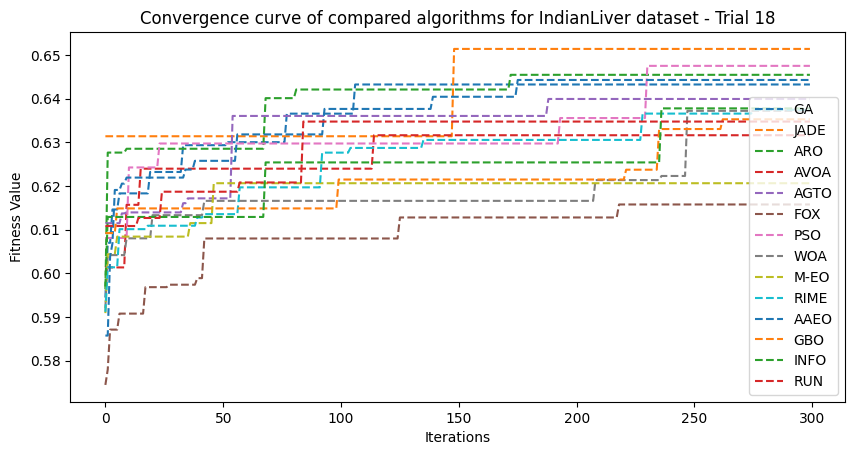 Convergence curve of compared algorithms for IndianLiver dataset - Trial 18
Fitness Value
0.65
0.64
0.63
0.62
0.61
0.60
0.59
0.58
GA
JADE
ARO
AVOA
AGTO
FOX
PSO
WOA
M-EO
RIME
AAEO
GBO
INFO
RUN
0
50
100
150
200
250
300
Iterations